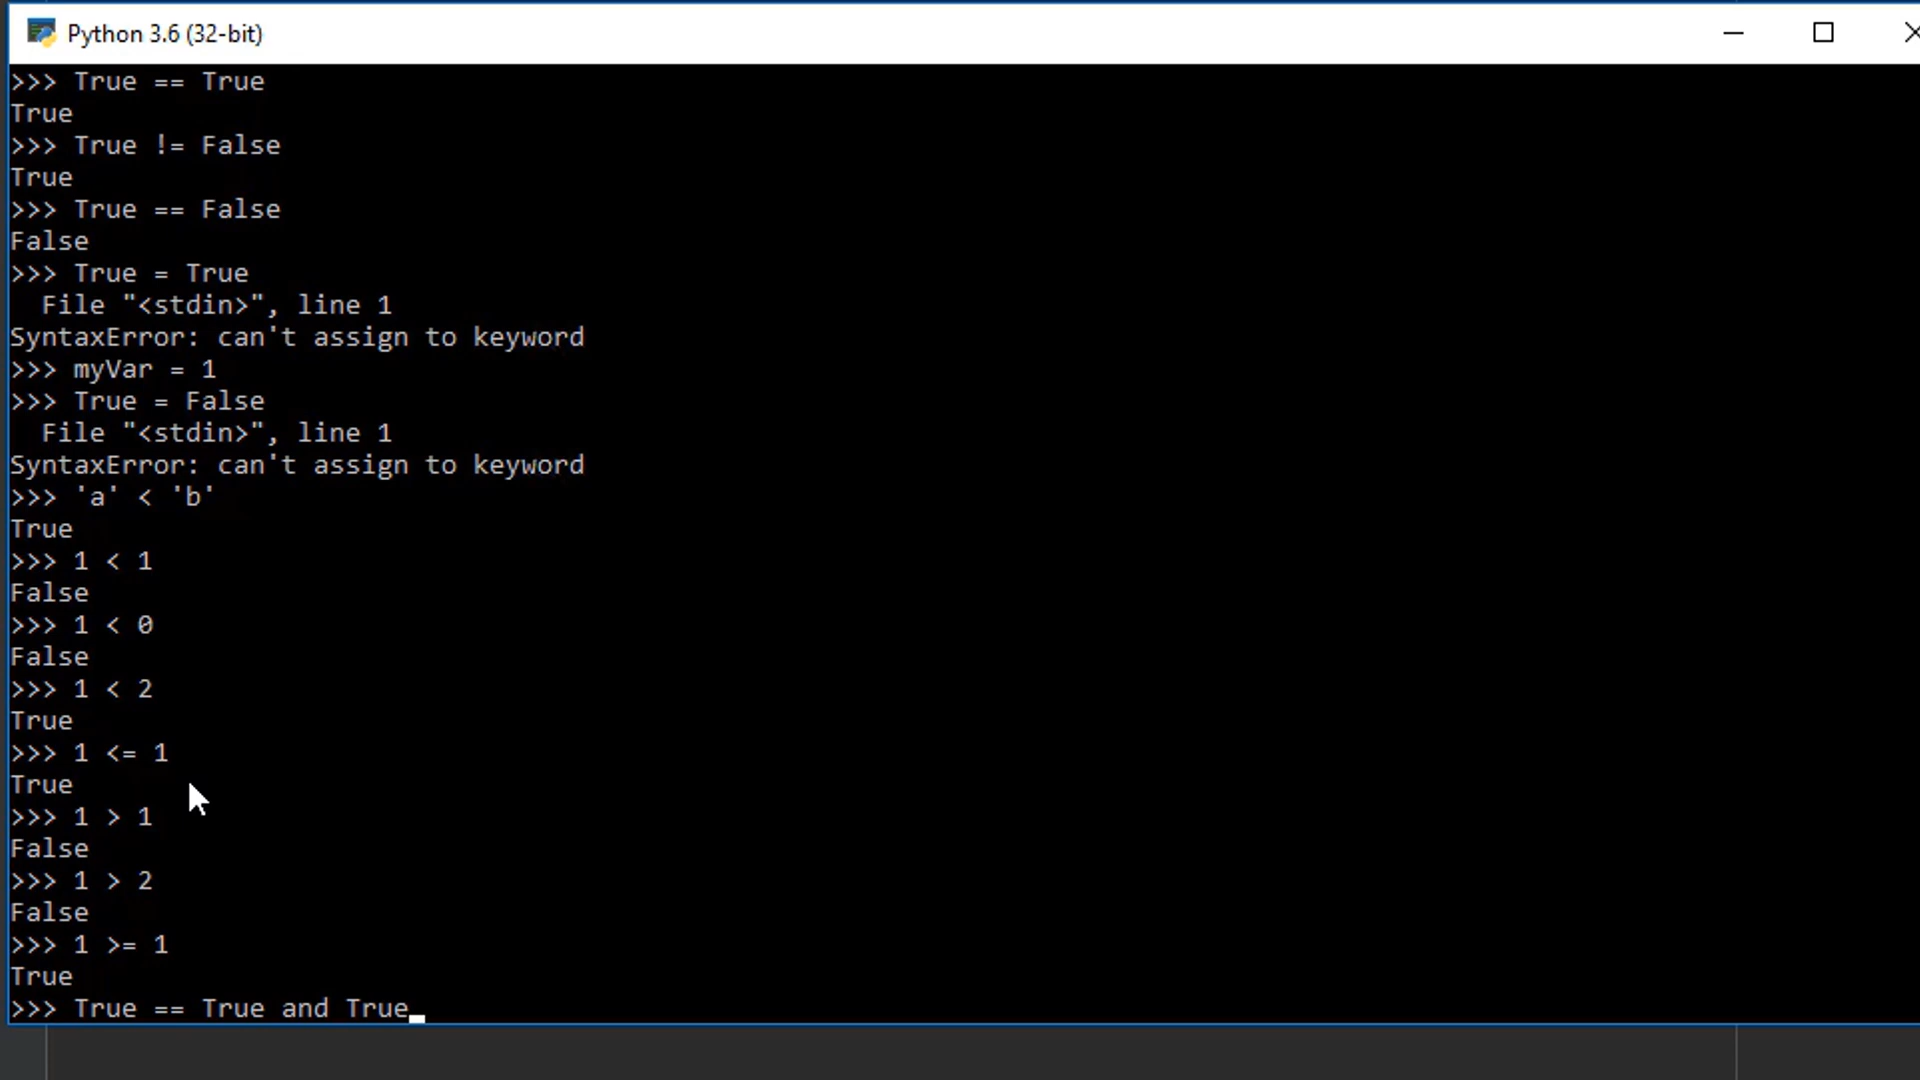 Python 3.6 (32-bit)
>>> True == True
True
>>> True != False
True
>>> True == False
False
>>> True = True
  File "<stdin>", line 1
SyntaxError: can't assign to keyword
>>> myVar = 1
>>> True = False
  File "<stdin>", line 1
SyntaxError: can't assign to keyword
>>> 'a' < 'b'
True
>>> 1 < 1
False
>>> 1 < 0
False
>>> 1 < 2
True
>>> 1 <= 1
True
>>> 1 > 1
False
>>> 1 > 2
False
>>> 1 >= 1
True
>>> True == True and True